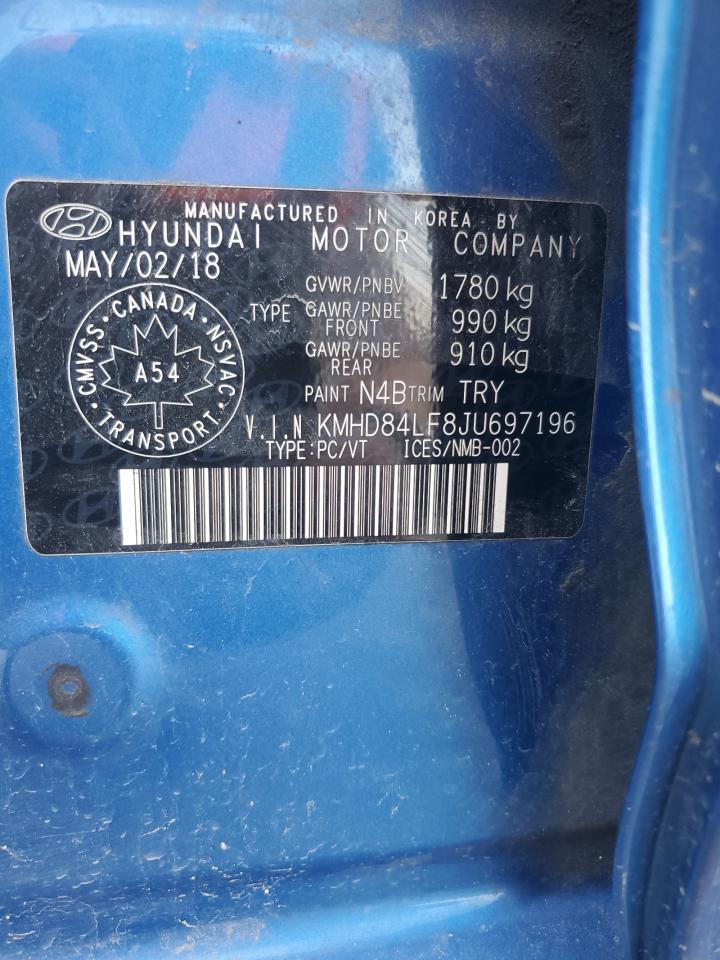 MANUFACTURED IN KOREA BY
HYUNDAI MOTOR COMPANY
MAY/02/18
GVWR/PNBV 1780 kg
TYPE GAWR/PNBE FRONT 990 kg
GAWR/PNBE REAR 910 kg
CMVSS · CANADA · NSVAC · TRANSPORT ·
A54
PAINT N4B TRIM TRY
V.I.N KMHD84LF8JU697196
TYPE:PC/VT ICES/NMB-002